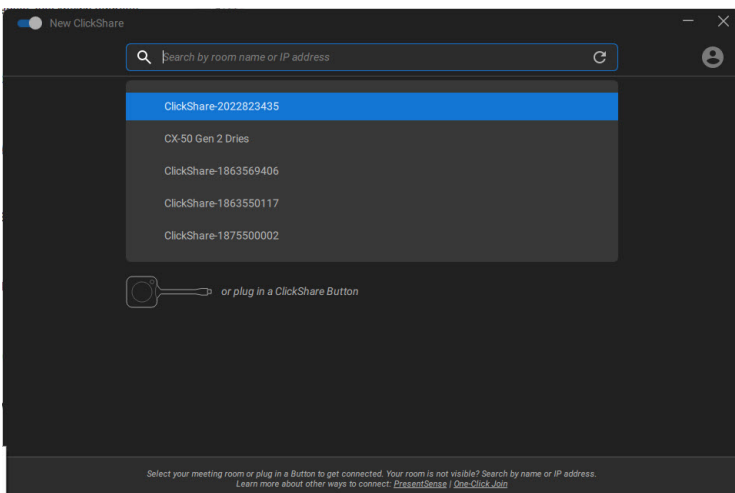 New ClickShare
Search by room name or IP address
ClickShare-2022823435
CX-50 Gen 2 Dries
ClickShare-1863569406
ClickShare-1863550117
ClickShare-1875500002
or plug in a ClickShare Button
Select your meeting room or plug in a Button to get connected. Your room is not visible? Search by name or IP address.
Learn more about other ways to connect: PresentSense | One-Click Join